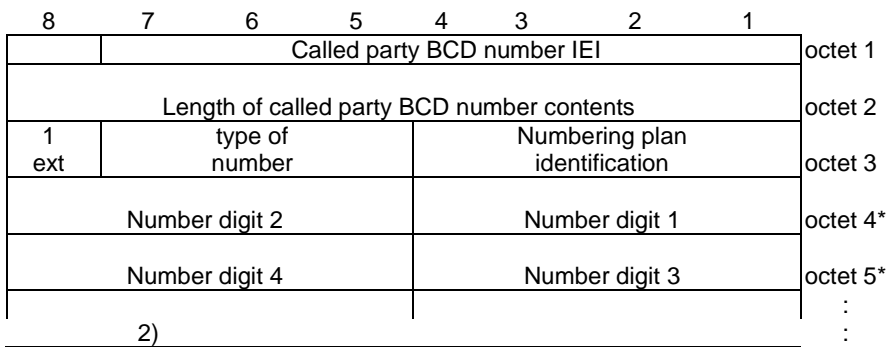 8 7 6 5 4 3 2 1
Called party BCD number IEI octet 1
Length of called party BCD number contents octet 2
1 type of Numbering plan
ext number identification octet 3
Number digit 2 Number digit 1 octet 4*
Number digit 4 Number digit 3 octet 5*
:
2) :